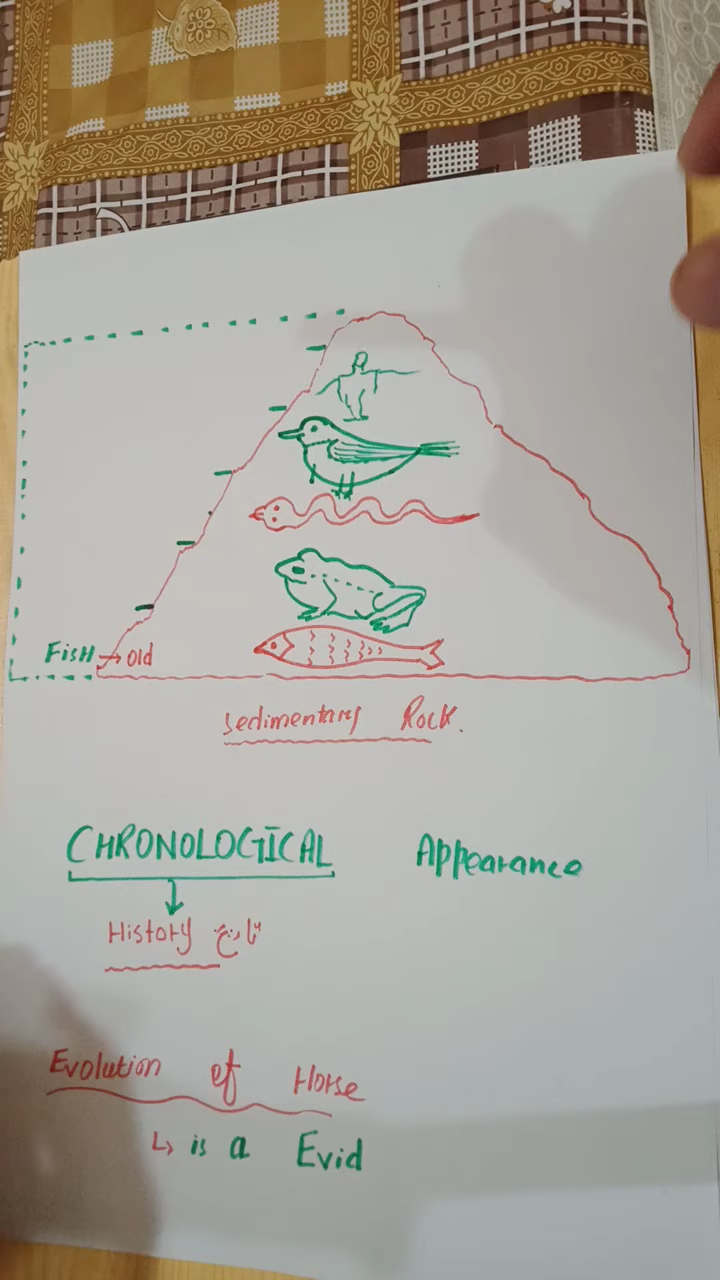 Fish → old
sedimentary Rock.
CHRONOLOGICAL Appearance
History تاریخ
Evolution of Horse
↳ is a Evid